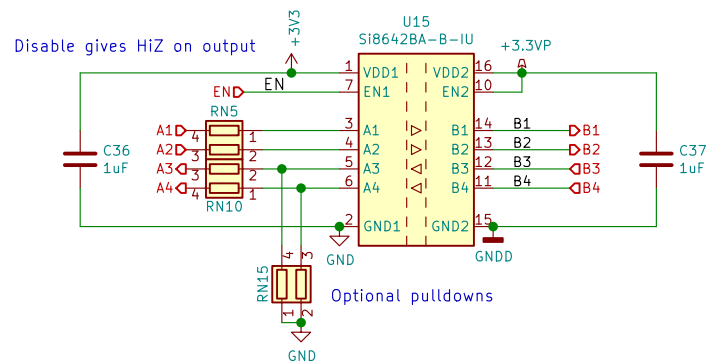 U15
Si8642BA-B-IU
Disable gives HiZ on output
+3V3
+3.3VP
1 VDD1 VDD2 16
EN EN 7 EN1 EN2 10
RN5
A1 4 1 3 A1 B1 14 B1 B1
A2 3 2 4 A2 B2 13 B2 B2
A3 3 2 5 A3 B3 12 B3 B3
A4 4 1 6 A4 B4 11 B4 B4
RN10
C36
1uF
C37
1uF
2 GND1 GND2 15
GND
GNDD
4 3
RN15
Optional pulldowns
1 2
GND